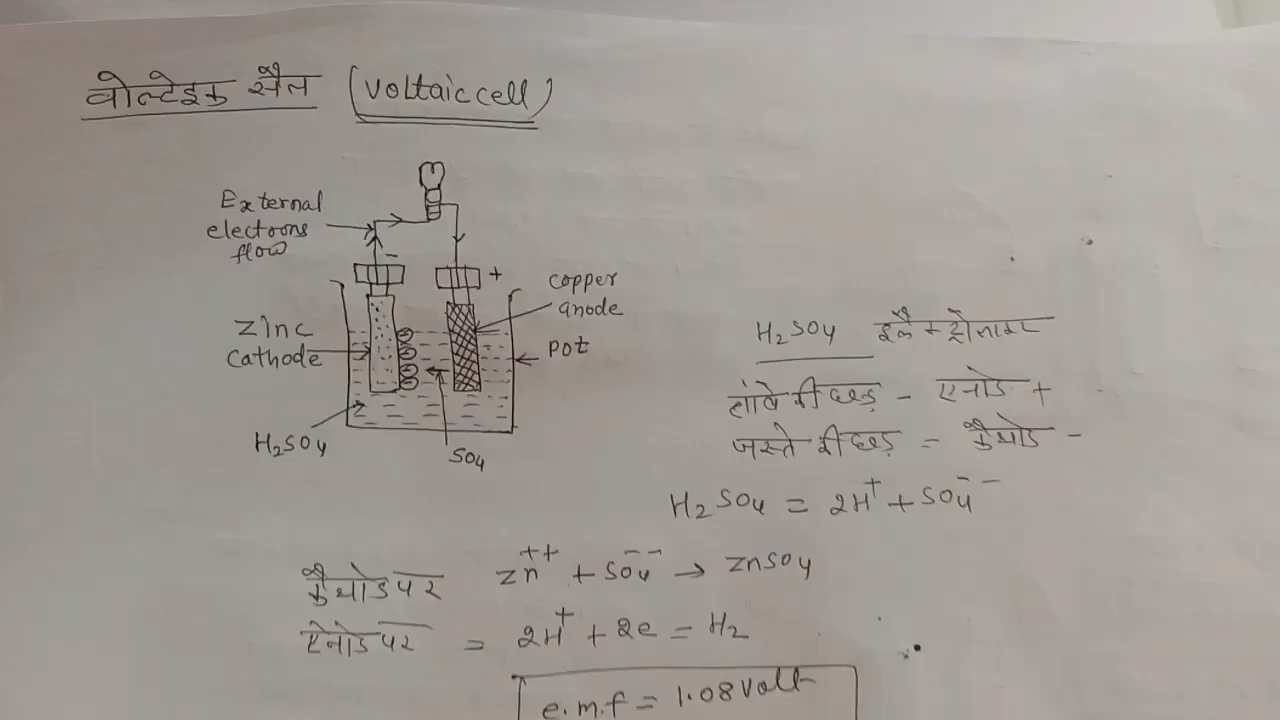 वोल्टेइक सैल (Voltaic cell)
External
electrons
flow
-
+
copper
anode
Zinc
cathode
Pot
H₂SO₄
SO₄
H₂SO₄ इलैक्ट्रोलाइट
तांबे की छड़ - एनोड +
जस्ते की छड़ = कैथोड -
H₂SO₄ = 2H⁺ + SO₄⁻⁻
कैथोड पर Zn⁺⁺ + SO₄⁻⁻ → ZnSO₄
ऐनोड पर = 2H⁺ + 2e = H₂
e.m.f = 1.08 Volt